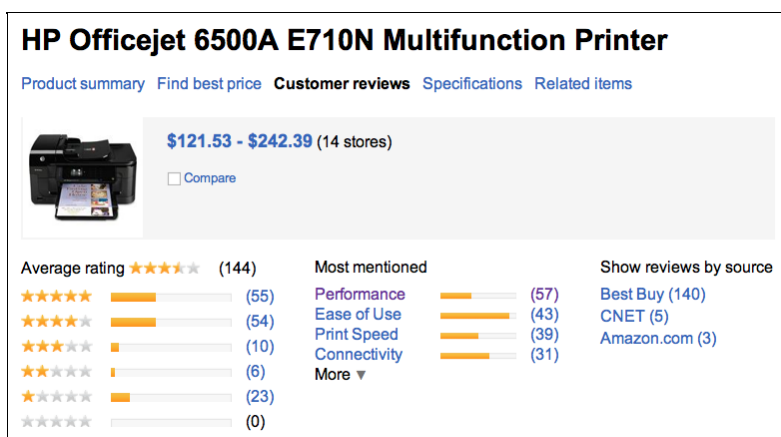 HP Officejet 6500A E710N Multifunction Printer
Product summary Find best price Customer reviews Specifications Related items
$121.53 - $242.39 (14 stores)
Compare
Average rating (144)
(55)
(54)
(10)
(6)
(23)
(0)
Most mentioned
Performance (57)
Ease of Use (43)
Print Speed (39)
Connectivity (31)
More ▼
Show reviews by source
Best Buy (140)
CNET (5)
Amazon.com (3)